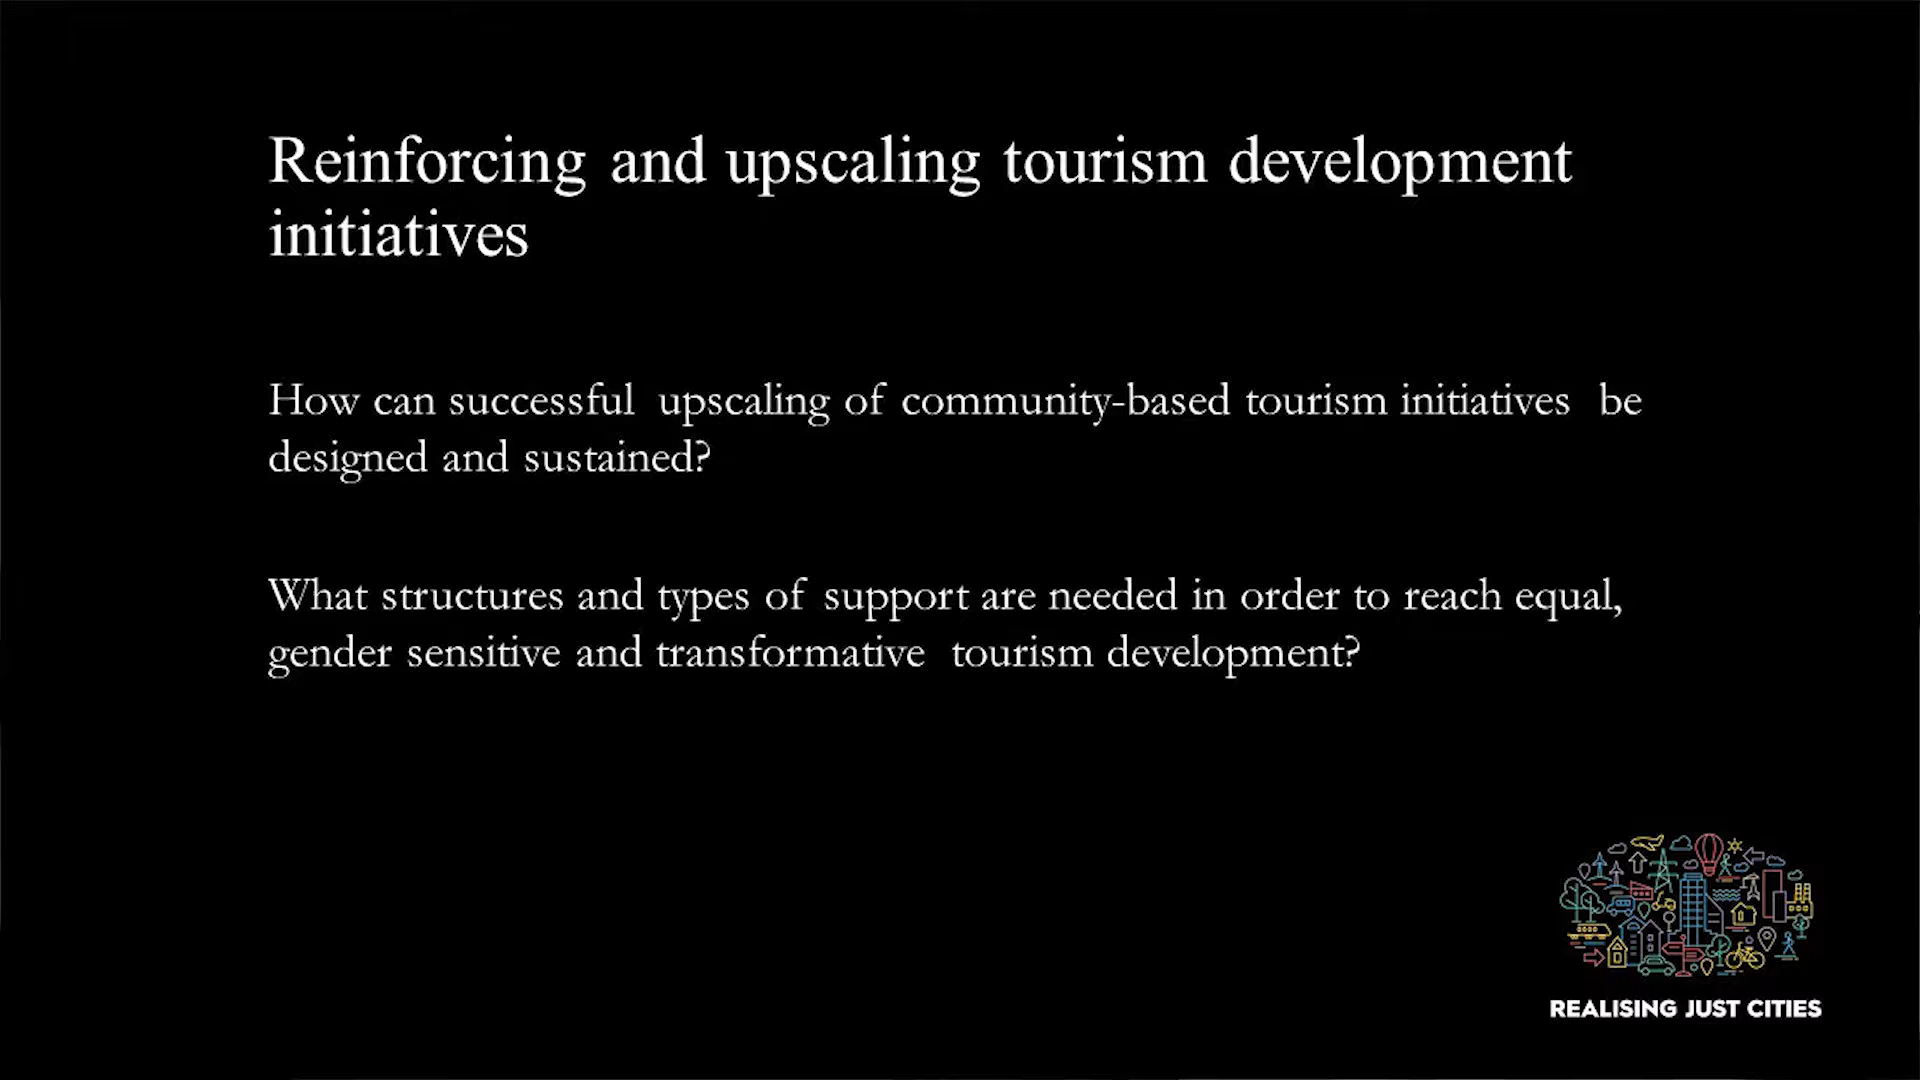 Reinforcing and upscaling tourism development
initiatives
How can successful upscaling of community-based tourism initiatives be
designed and sustained?
What structures and types of support are needed in order to reach equal,
gender sensitive and transformative tourism development?
REALISING JUST CITIES